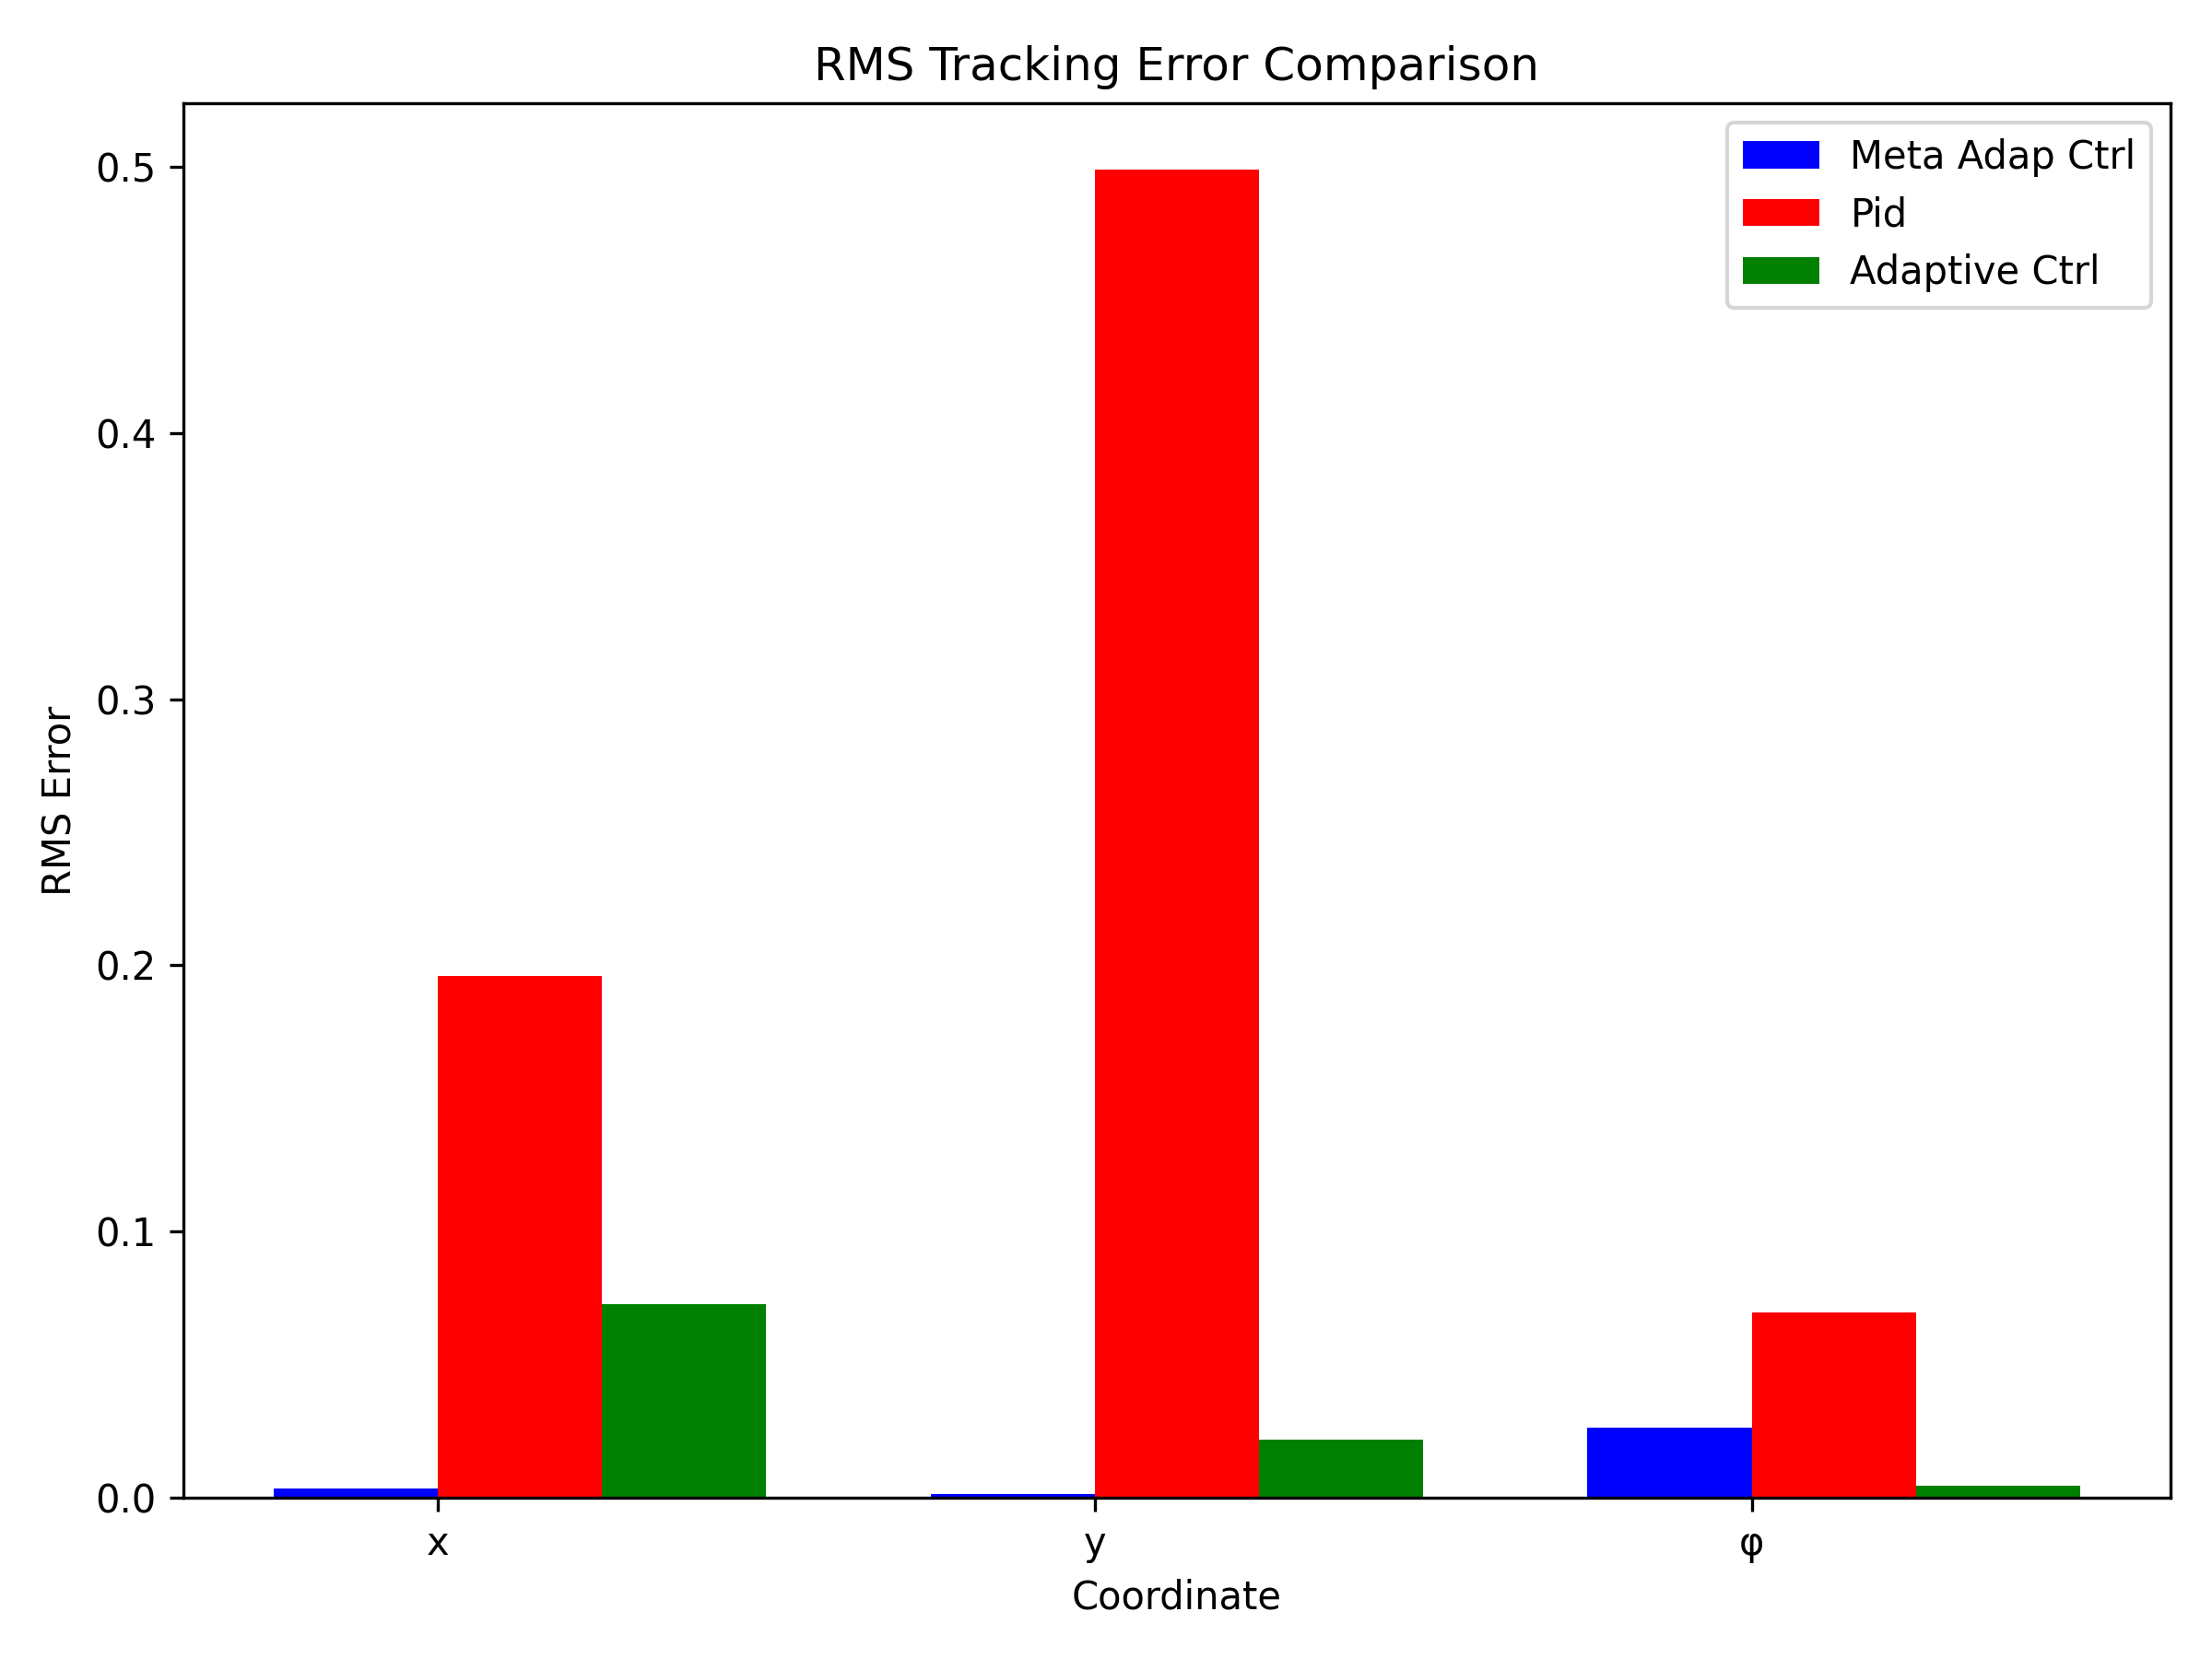 RMS Tracking Error Comparison
Meta Adap Ctrl
Pid
Adaptive Ctrl
RMS Error
0.5
0.4
0.3
0.2
0.1
0.0
x
y
φ
Coordinate